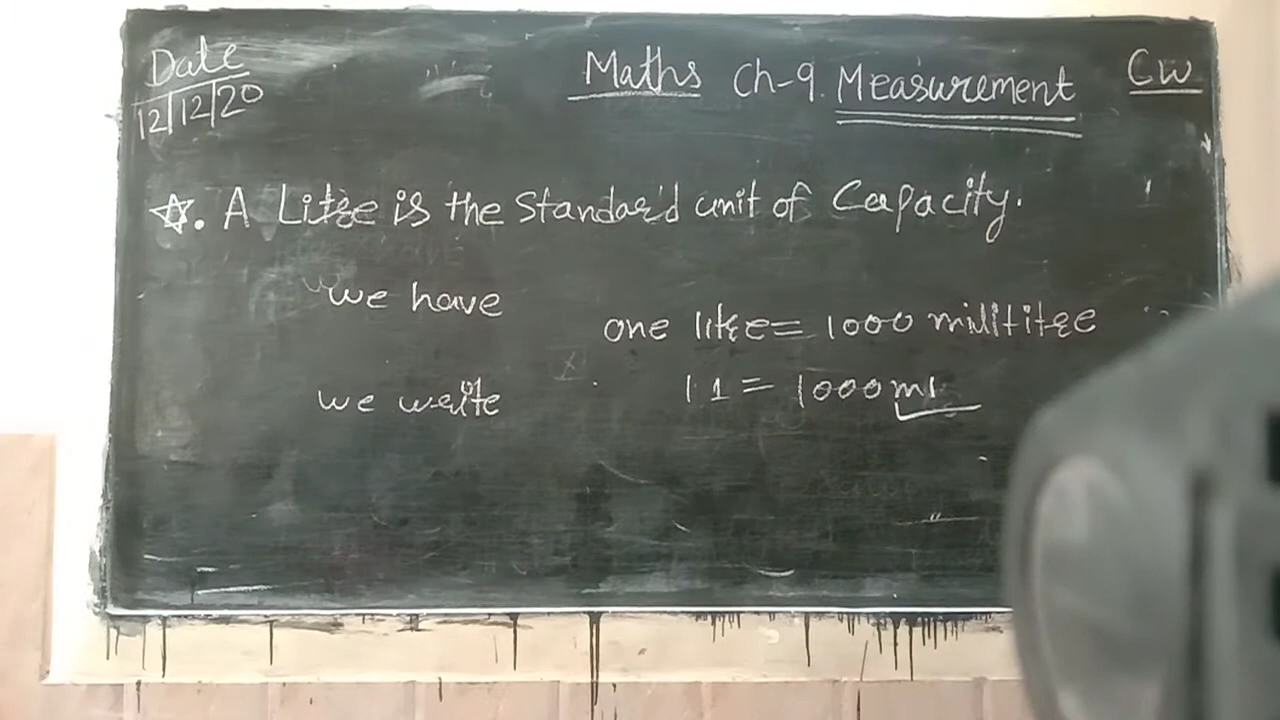 Date
12/12/20
Maths Ch-9. Measurement
CW
☆. A Litre is the Standard unit of Capacity.
we have
one litre = 1000 millititre
we write
1 l = 1000 ml